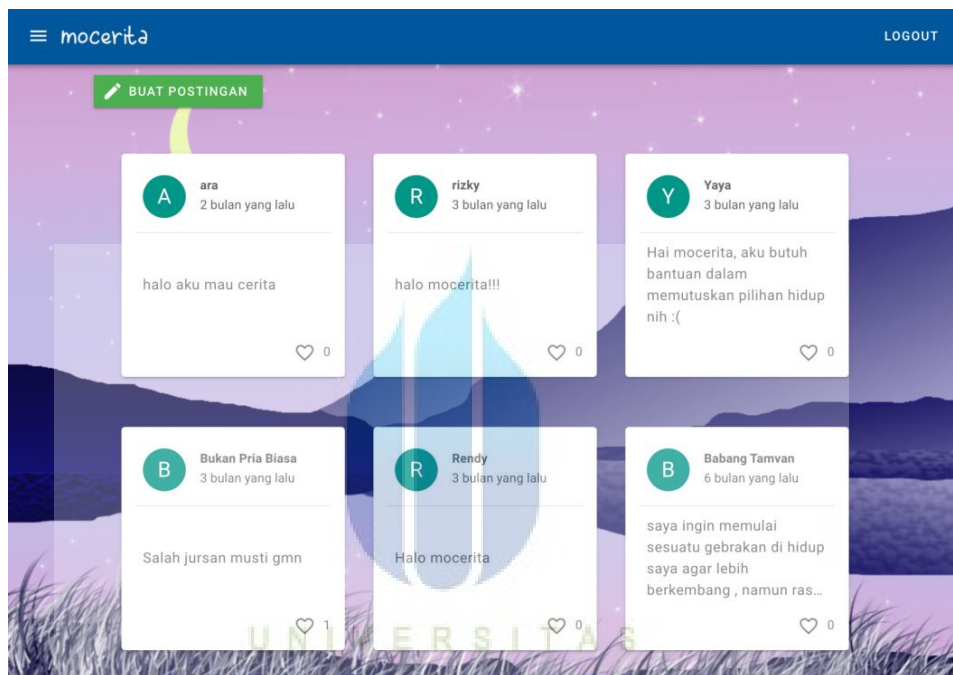 mocerita
LOGOUT
BUAT POSTINGAN
A
ara
2 bulan yang lalu
halo aku mau cerita
0
R
rizky
3 bulan yang lalu
halo mocerita!!!
0
Y
Yaya
3 bulan yang lalu
Hai mocerita, aku butuh
bantuan dalam
memutuskan pilihan hidup
nih :(
0
B
Bukan Pria Biasa
3 bulan yang lalu
Salah jursan musti gmn
1
R
Rendy
3 bulan yang lalu
Halo mocerita
0
B
Babang Tamvan
6 bulan yang lalu
saya ingin memulai
sesuatu gebrakan di hidup
saya agar lebih
berkembang , namun ras...
0
UNIVERSITAS